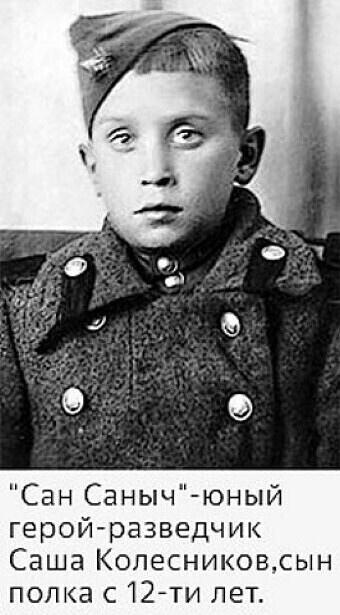 "Сан Саныч"-юный
герой-разведчик
Саша Колесников,сын
полка с 12-ти лет.